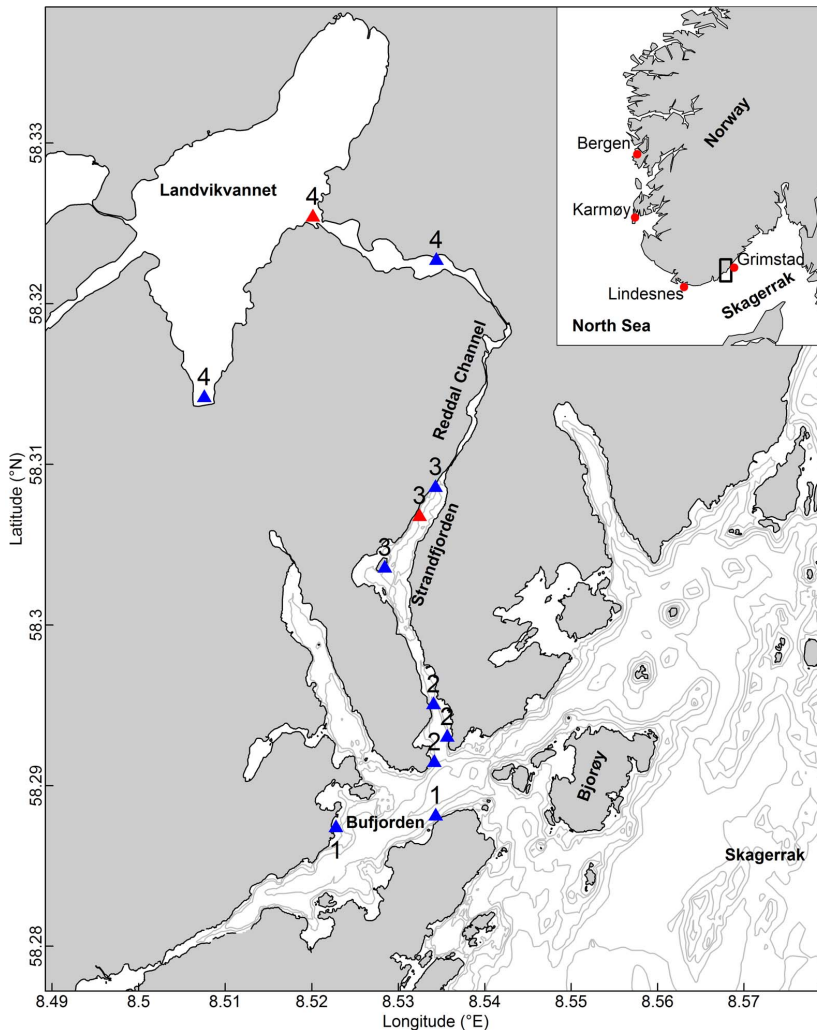 58.33
58.32
58.31
58.3
58.29
58.28
Latitude (°N)
8.49
8.5
8.51
8.52
8.53
8.54
8.55
8.56
8.57
Longitude (°E)
Landvikvannet
4
4
4
Reddal Channel
3
3
3
Strandfjorden
2
2
2
1
Bufjorden
1
Bjorøy
Skagerrak
Bergen
Norway
Karmøy
Grimstad
Lindesnes
Skagerrak
North Sea